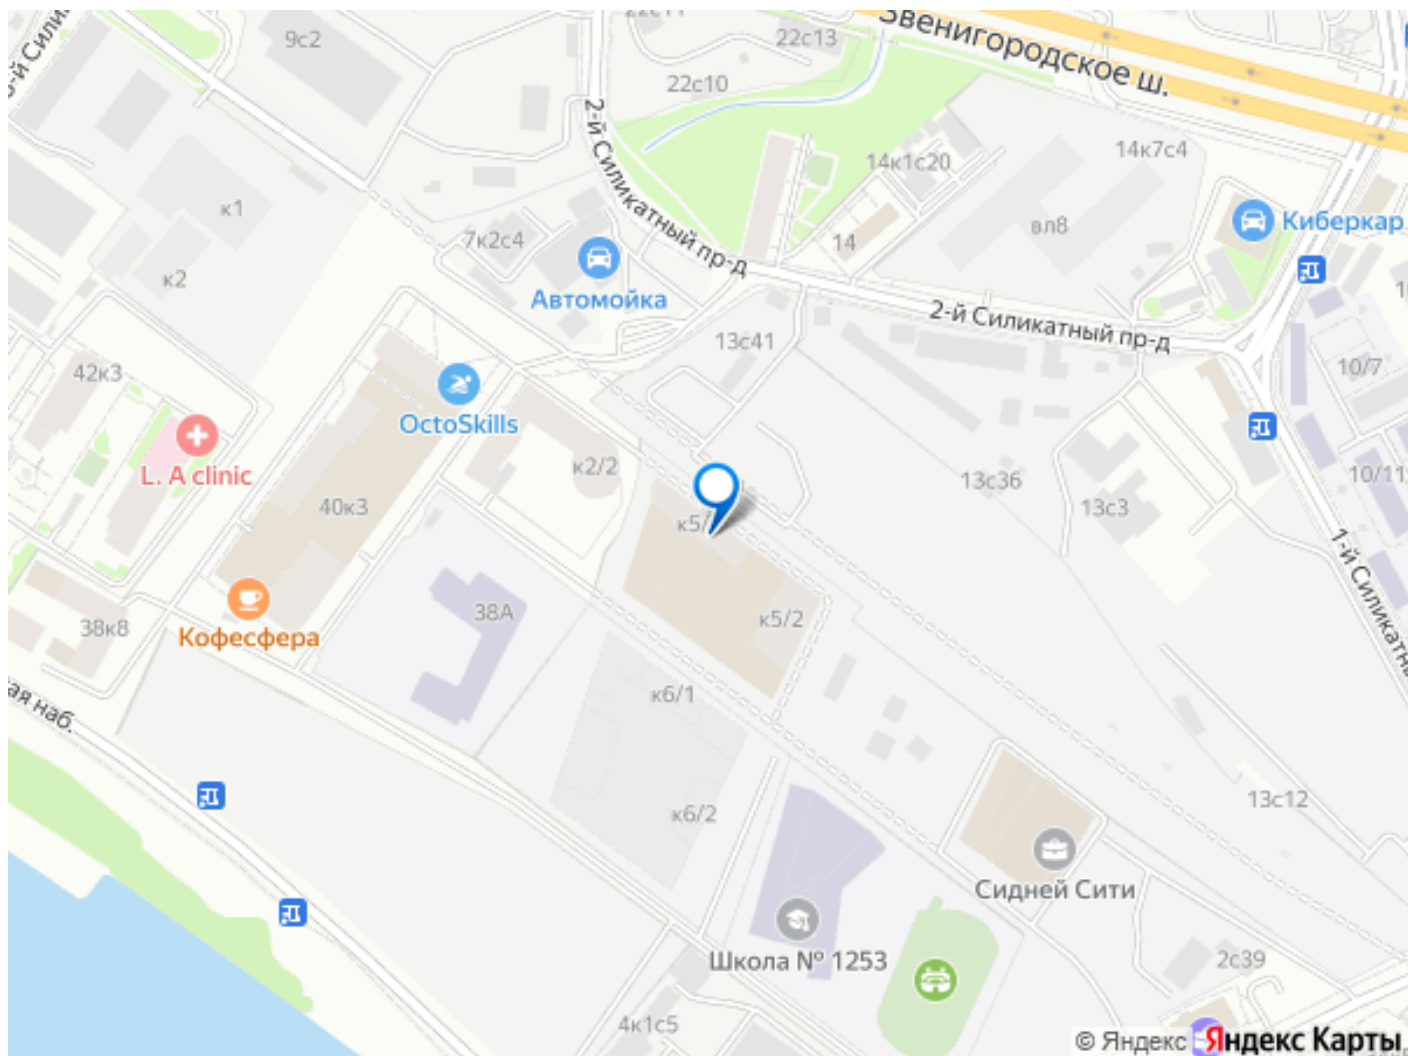 9с2
22с11
22с13
Звенигородское ш.
22с10
2-й Силикатный пр-д
14к1с20
14к7с4
к1
7к2с4
14
вл8
Киберкар
к2
Автомойка
2-й Силикатный пр-д
13с41
42к3
10/7
OctoSkills
L. A clinic
к2/2
13с36
10/11
40к3
к5/
13с3
1-й Силикатны
38А
к5/2
38к8
Кофесфера
ая наб.
к6/1
13с12
к6/2
Сидней Сити
Школа № 1253
2с39
4к1с5
© Яндекс Яндекс Карты